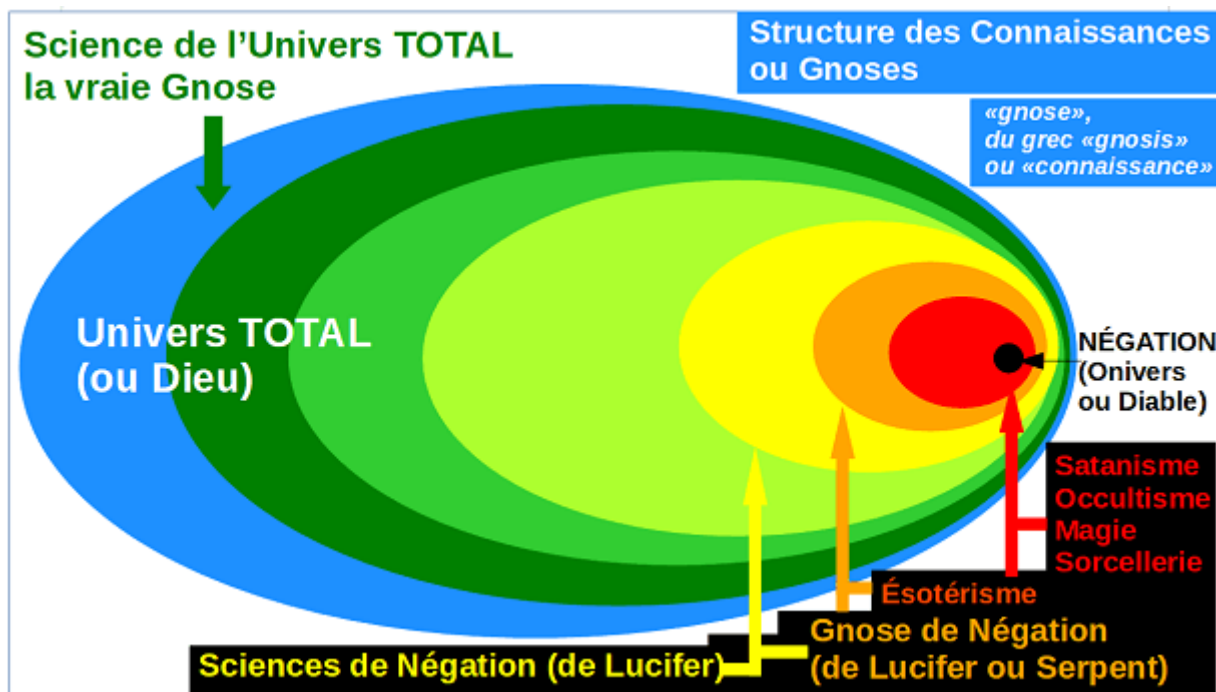 Science de l’Univers TOTAL
la vraie Gnose
Structure des Connaissances
ou Gnoses
«gnose»,
du grec «gnosis»
ou «connaissance»
Univers TOTAL
(ou Dieu)
NÉGATION
(Onivers
ou Diable)
Satanisme
Occultisme
Magie
Sorcellerie
Ésotérisme
Gnose de Négation
(de Lucifer ou Serpent)
Sciences de Négation (de Lucifer)